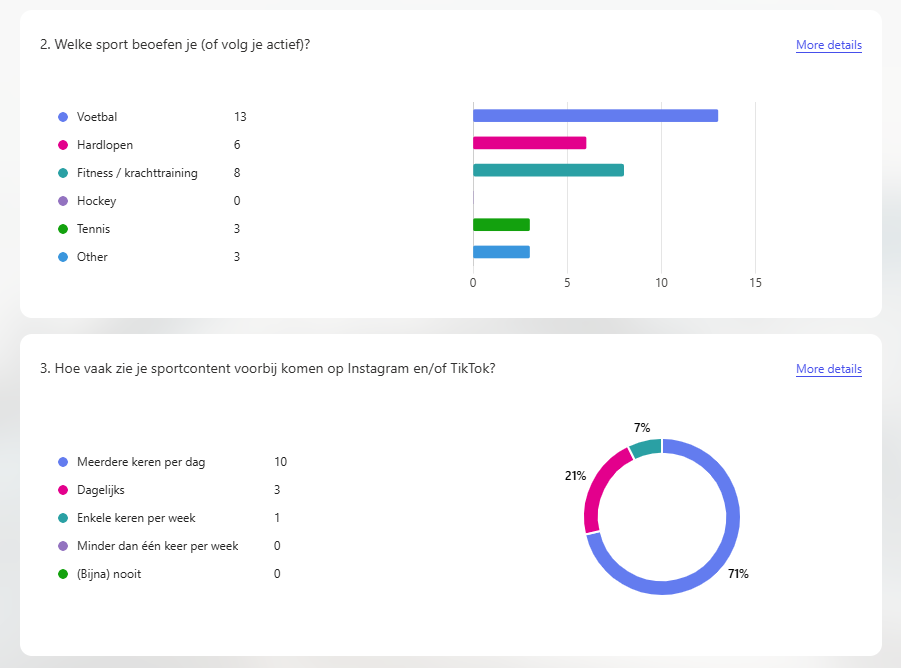 2. Welke sport beoefen je (of volg je actief)?
More details
Voetbal 13
Hardlopen 6
Fitness / krachttraining 8
Hockey 0
Tennis 3
Other 3
0 5 10 15
3. Hoe vaak zie je sportcontent voorbij komen op Instagram en/of TikTok?
More details
Meerdere keren per dag 10
Dagelijks 3
Enkele keren per week 1
Minder dan één keer per week 0
(Bijna) nooit 0
7%
21%
71%